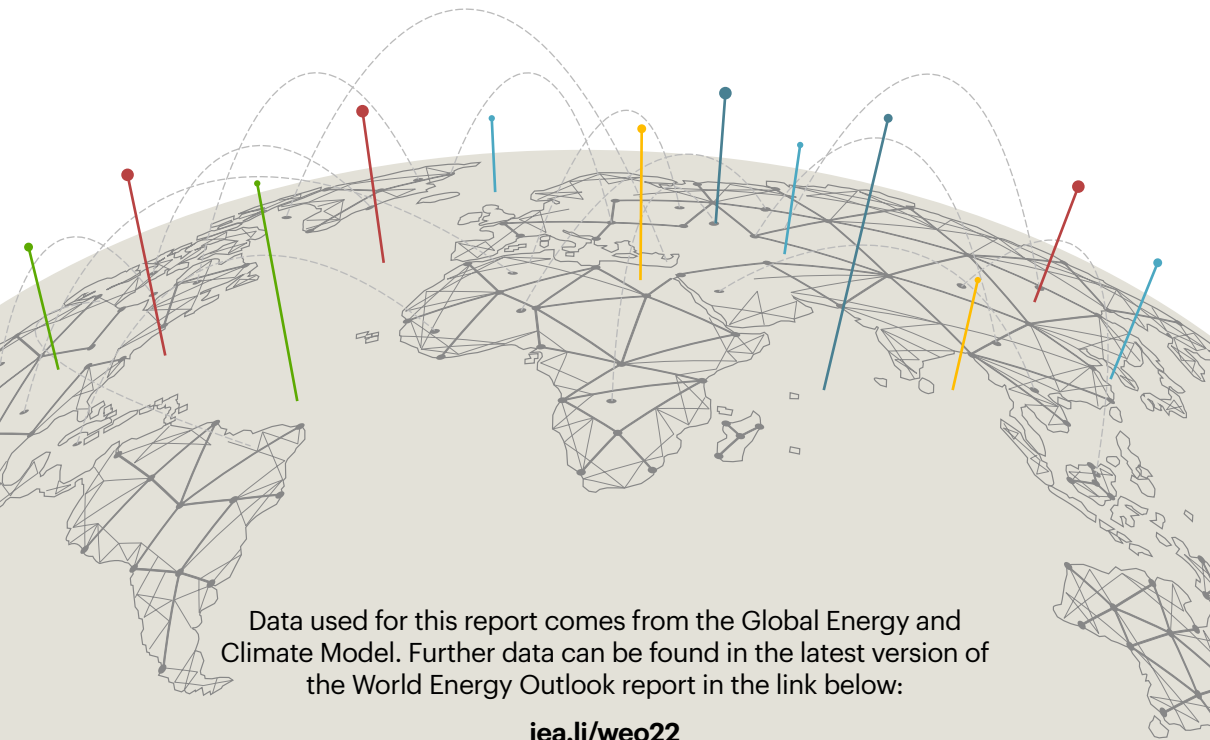 Data used for this report comes from the Global Energy and
Climate Model. Further data can be found in the latest version of
the World Energy Outlook report in the link below:
iea.li/weo22